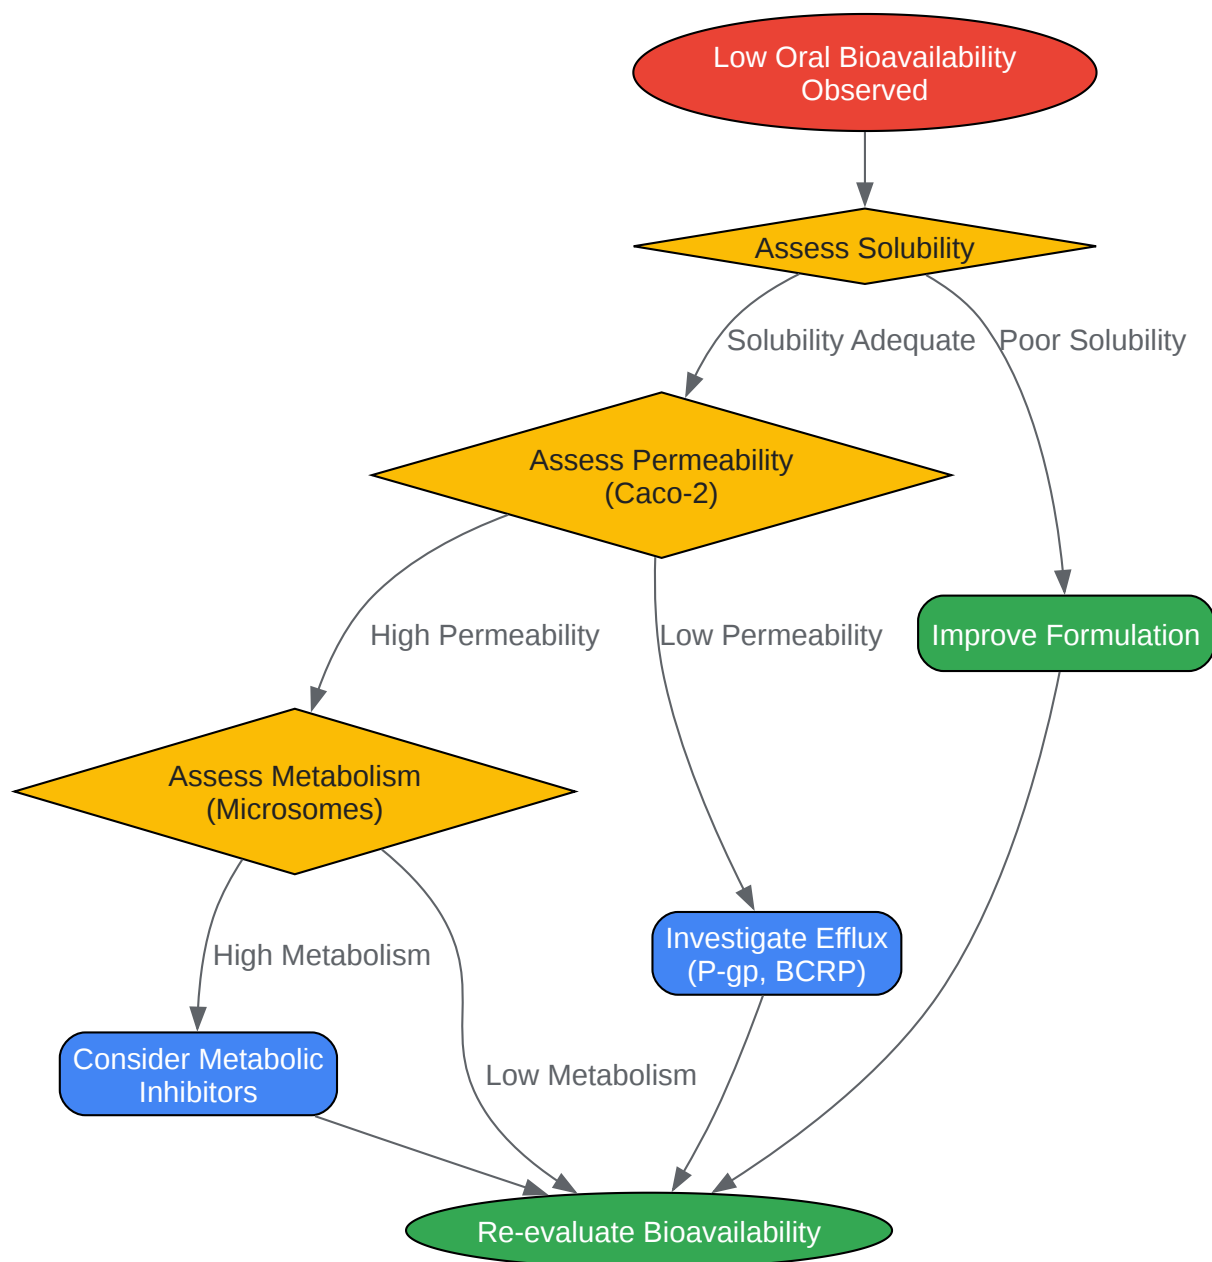 Low Oral Bioavailability
Observed
Assess Solubility
Solubility Adequate
Poor Solubility
Assess Permeability
(Caco-2)
High Permeability
Low Permeability
Improve Formulation
Assess Metabolism
(Microsomes)
High Metabolism
Investigate Efflux
(P-gp, BCRP)
Consider Metabolic
Inhibitors
Low Metabolism
Re-evaluate Bioavailability